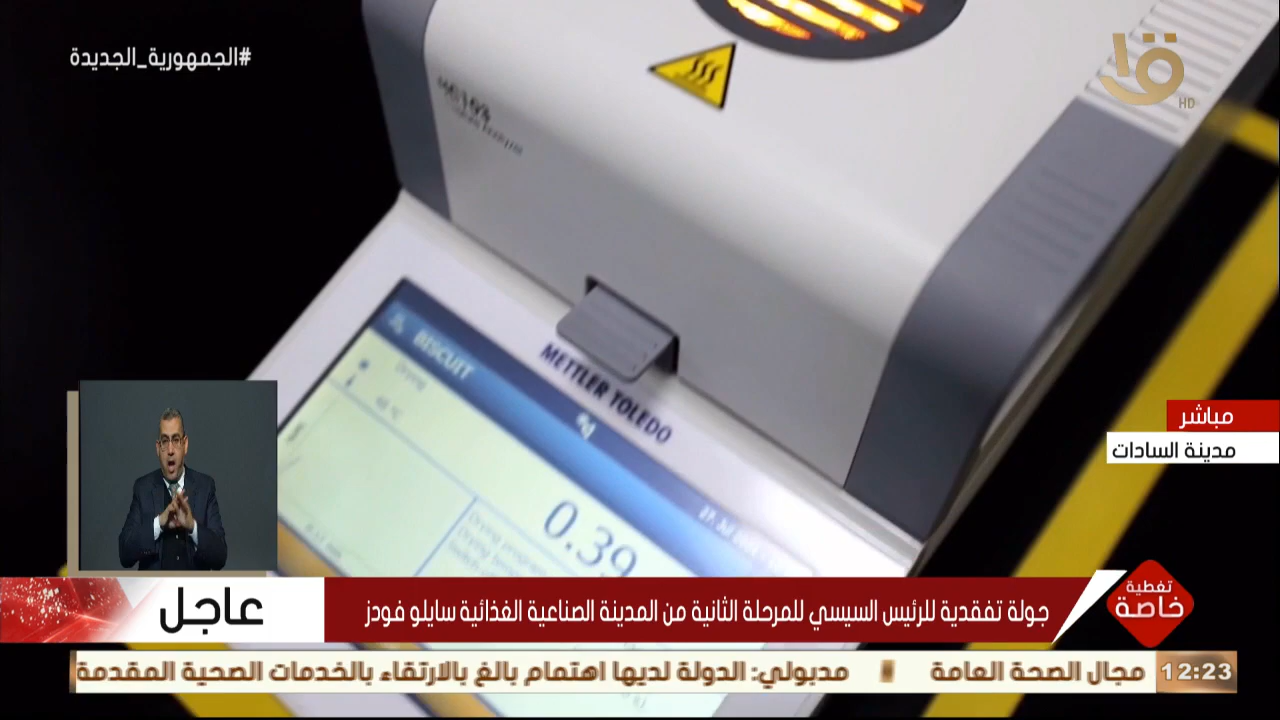 #الجمهورية_الجديدة
HD
METTLER TOLEDO
BISCUIT
Drying
0.39
مباشر
مدينة السادات
تغطية
خاصة
جولة تفقدية للرئيس السيسي للمرحلة الثانية من المدينة الصناعية الغذائية سايلو فودز
عاجل
12:23
مجال الصحة العامة
مدبولي: الدولة لديها اهتمام بالغ بالارتقاء بالخدمات الصحية المقدمة